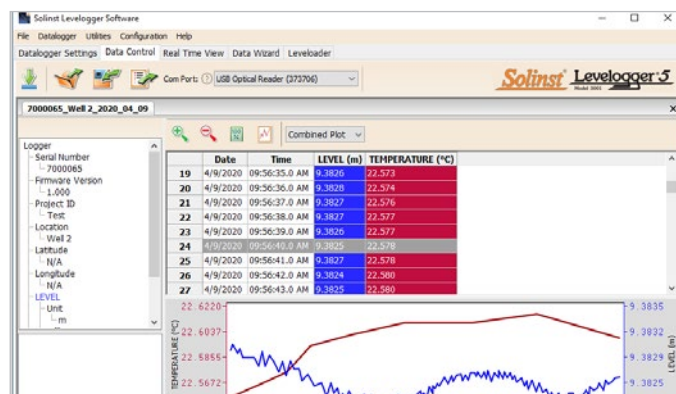 Solinst Levelogger Software
File Datalogger Utilities Configuration Help
Datalogger Settings Data Control Real Time View Data Wizard Leveloader
Com Port: USB Optical Reader (373706)
Solinst Levelogger 5
Model 3001
7000065_Well 2_2020_04_09
Combined Plot
Logger
Serial Number
7000065
Firmware Version
1.000
Project ID
Test
Location
Well 2
Latitude
N/A
Longitude
N/A
LEVEL
Unit
m
Date Time LEVEL (m) TEMPERATURE (°C)
19 4/9/2020 09:56:35.0 AM 9.3826 22.573
20 4/9/2020 09:56:36.0 AM 9.3828 22.574
21 4/9/2020 09:56:37.0 AM 9.3827 22.576
22 4/9/2020 09:56:38.0 AM 9.3827 22.577
23 4/9/2020 09:56:39.0 AM 9.3826 22.577
24 4/9/2020 09:56:40.0 AM 9.3825 22.578
25 4/9/2020 09:56:41.0 AM 9.3827 22.578
26 4/9/2020 09:56:42.0 AM 9.3824 22.580
27 4/9/2020 09:56:43.0 AM 9.3825 22.580
TEMPERATURE (°C)
22.6220
22.6037
22.5855
22.5672
9.3835
9.3832
9.3829
9.3825
LEVEL (m)